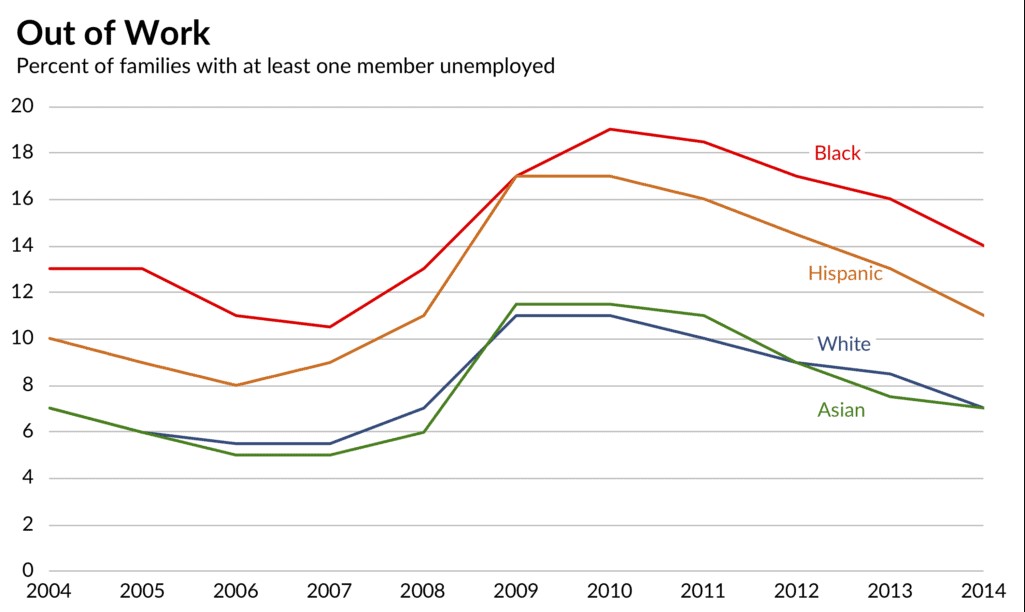 Out of Work
Percent of families with at least one member unemployed
20
18
Black
16
14
Hispanic
12
10
White
8
Asian
6
4
2
0
2004 2005 2006 2007 2008 2009 2010 2011 2012 2013 2014